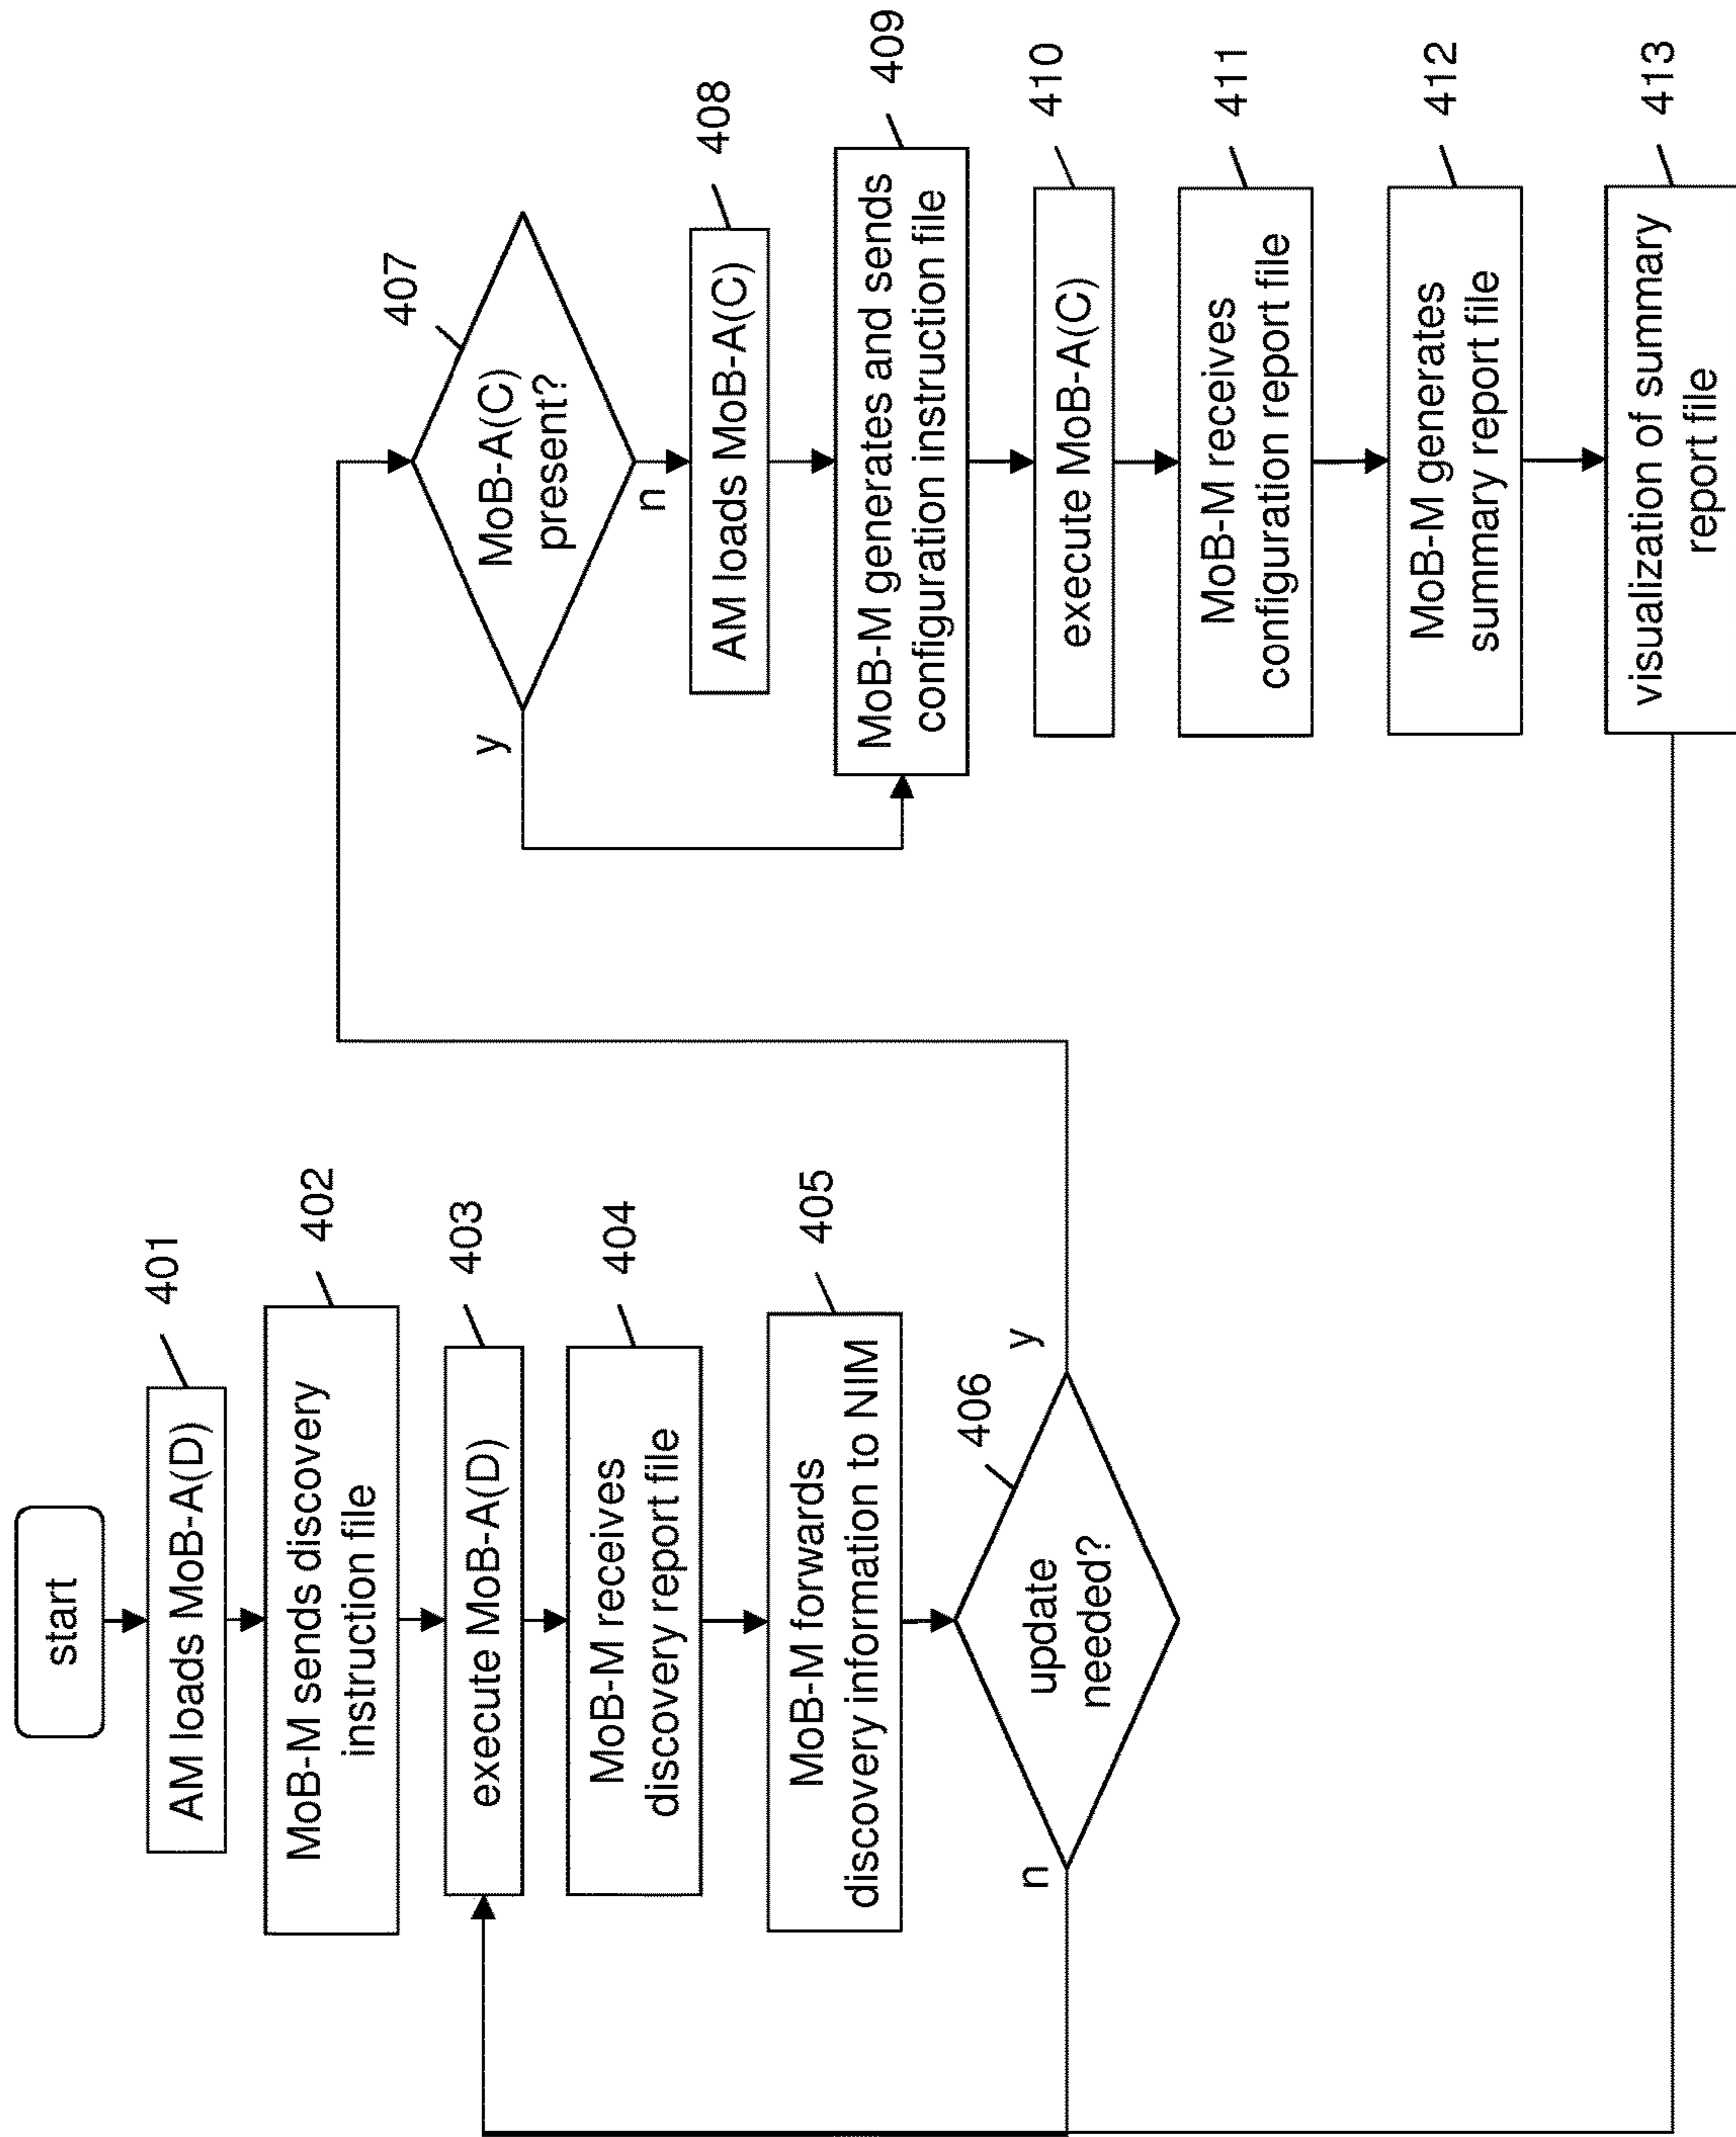 start
AM loads MoB-A(D)
401
MoB-M sends discovery
instruction file
402
execute MoB-A(D)
403
MoB-M receives
discovery report file
404
MoB-M forwards
discovery information to NIM
405
update
needed?
406
n
y
MoB-A(C)
present?
407
y
n
AM loads MoB-A(C)
408
MoB-M generates and sends
configuration instruction file
409
execute MoB-A(C)
410
MoB-M receives
configuration report file
411
MoB-M generates
summary report file
412
visualization of summary
report file
413